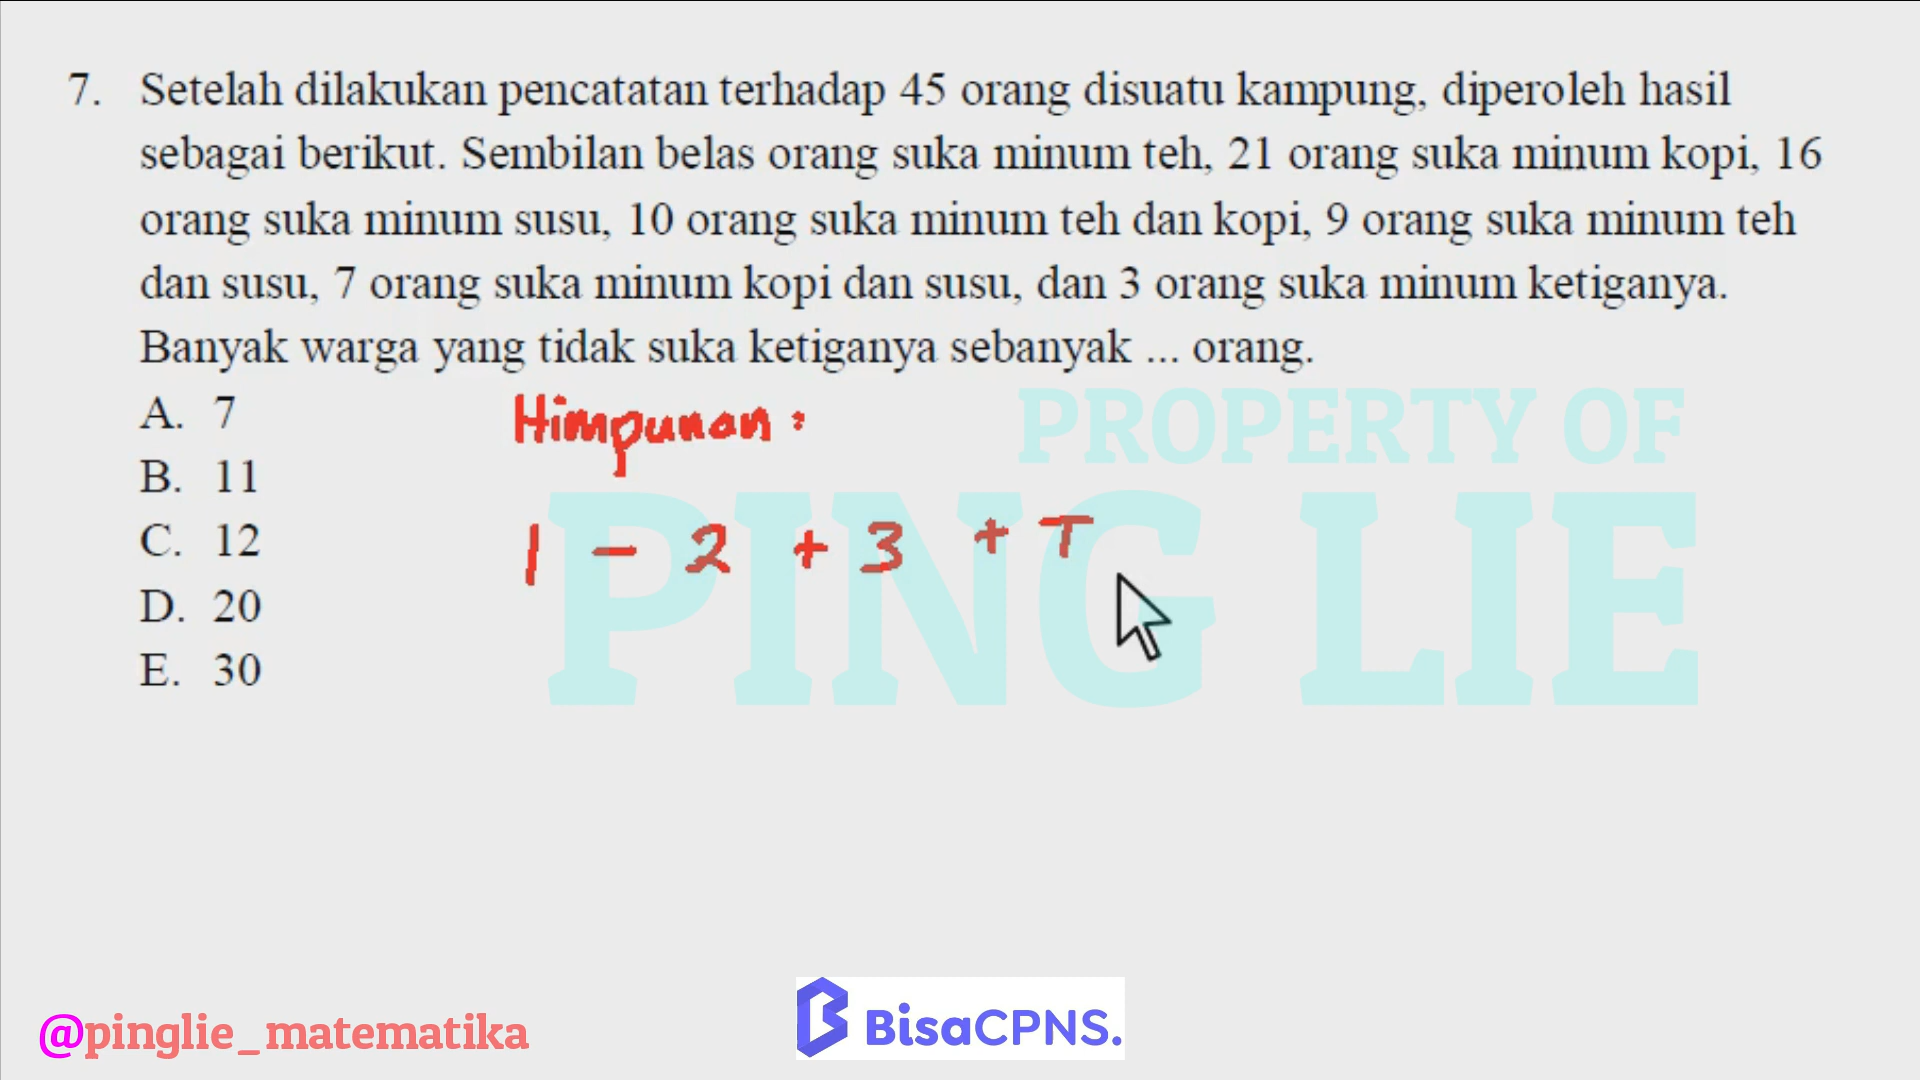 7. Setelah dilakukan pencatatan terhadap 45 orang disuatu kampung, diperoleh hasil
sebagai berikut. Sembilan belas orang suka minum teh, 21 orang suka minum kopi, 16
orang suka minum susu, 10 orang suka minum teh dan kopi, 9 orang suka minum teh
dan susu, 7 orang suka minum kopi dan susu, dan 3 orang suka minum ketiganya.
Banyak warga yang tidak suka ketiganya sebanyak ... orang.
A. 7
B. 11
C. 12
D. 20
E. 30
Himpunan :
1 - 2 + 3 + T
PROPERTY OF
PING LIE
@pinglie_matematika
BisaCPNS.